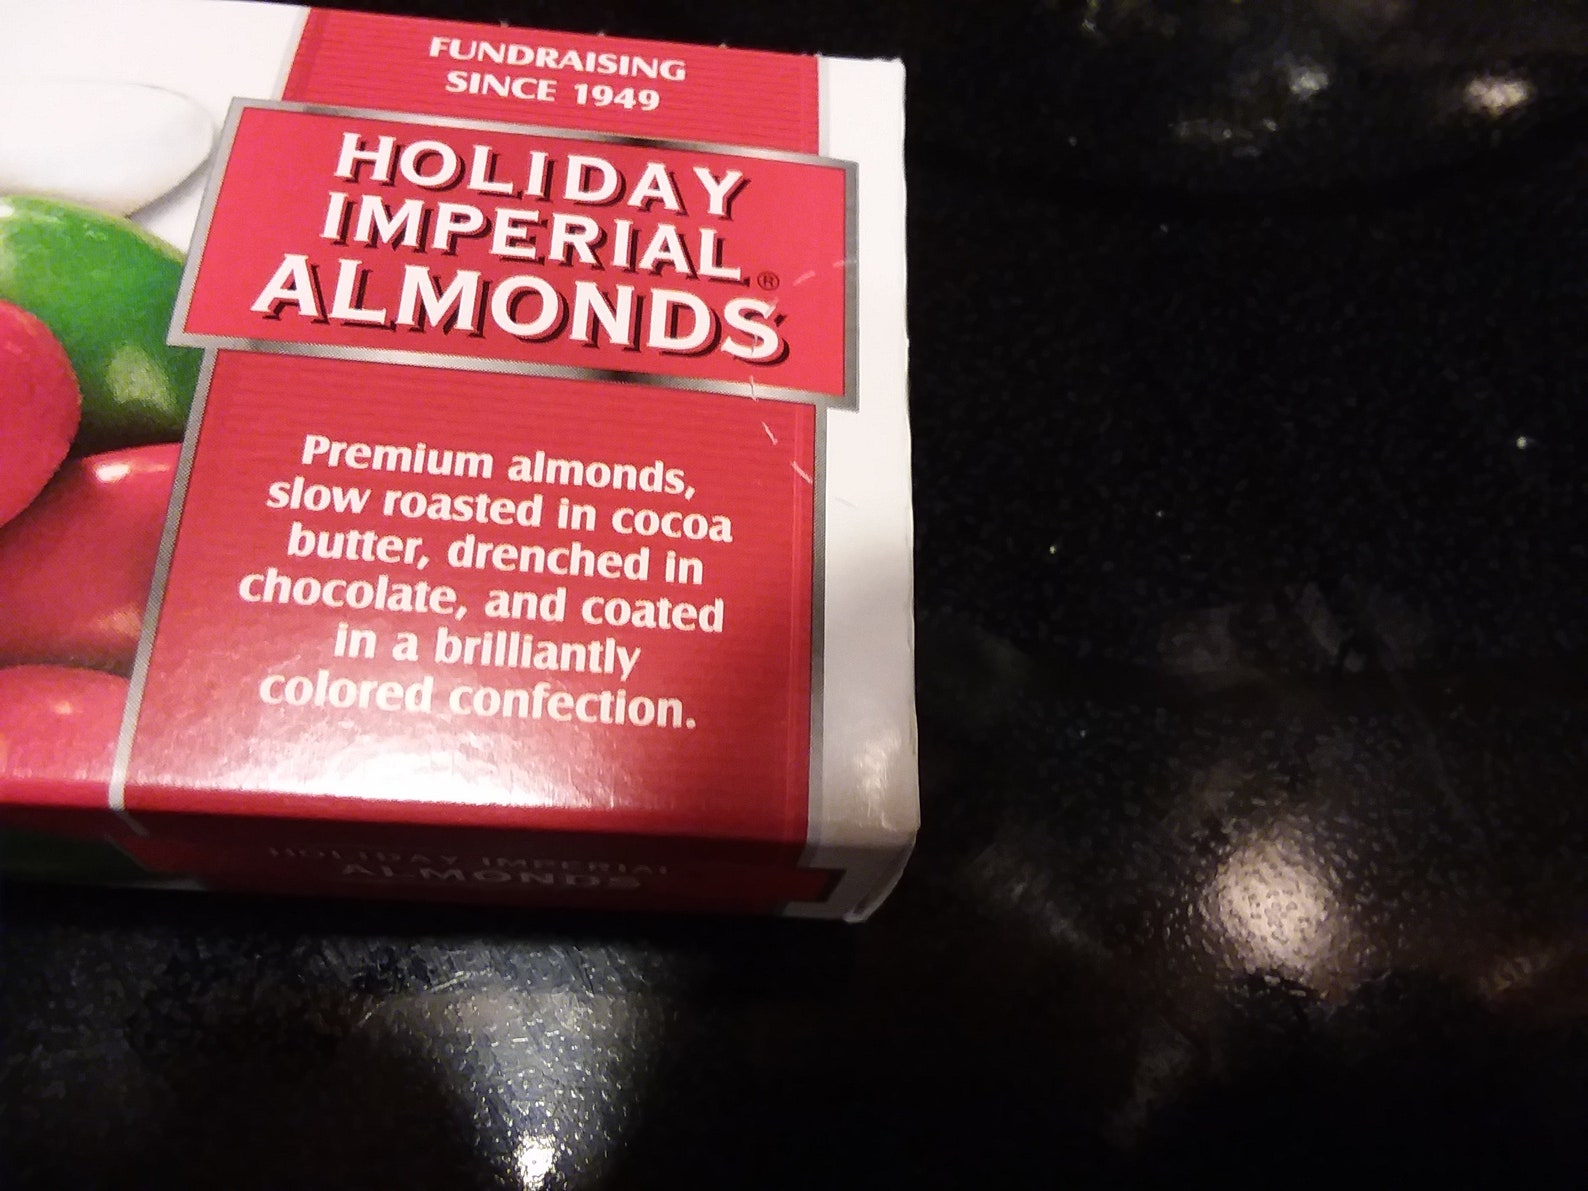 FUNDRAISING
SINCE 1949
HOLIDAY
IMPERIAL
ALMONDS®
Premium almonds,
slow roasted in cocoa
butter, drenched in
chocolate, and coated
in a brilliantly
colored confection.
HOLIDAY IMPERIAL
ALMONDS